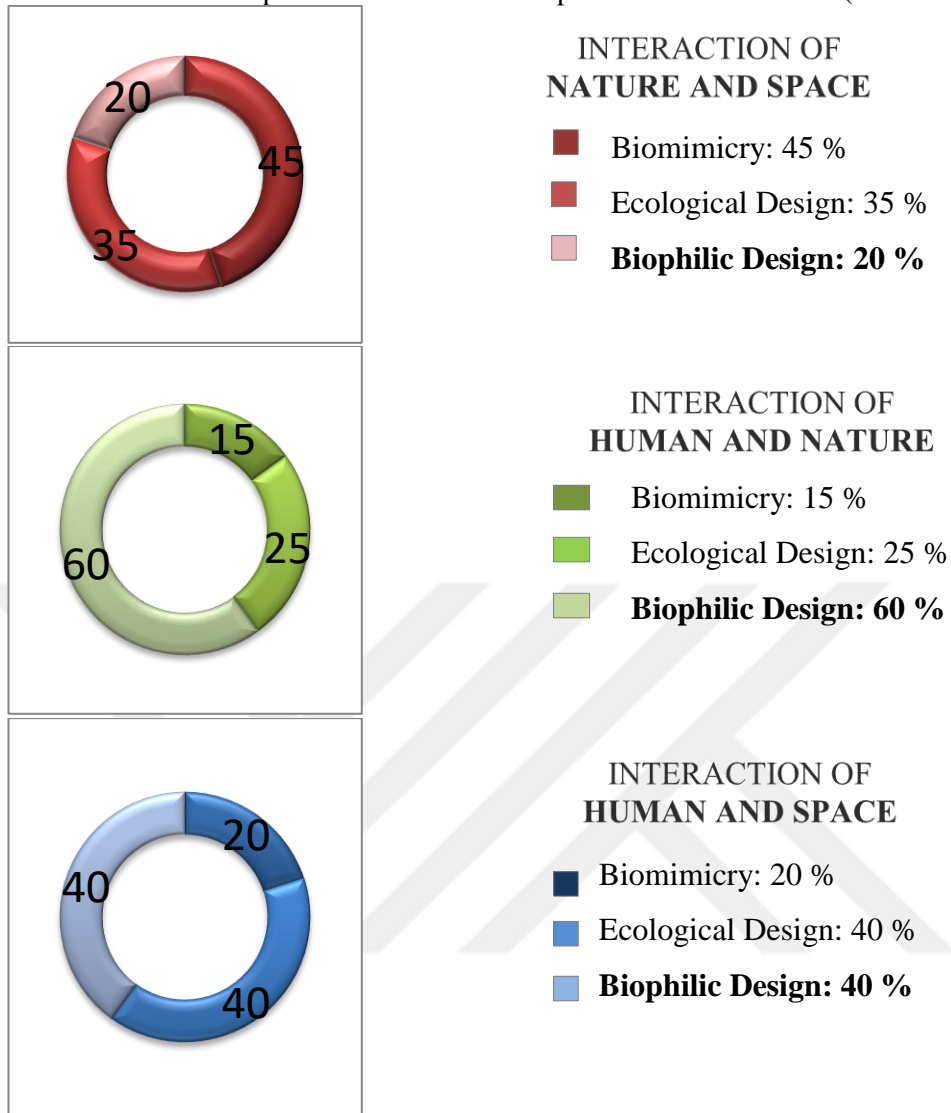 20
45
35
INTERACTION OF
NATURE AND SPACE
Biomimicry: 45 %
Ecological Design: 35 %
Biophilic Design: 20 %
15
25
60
INTERACTION OF
HUMAN AND NATURE
Biomimicry: 15 %
Ecological Design: 25 %
Biophilic Design: 60 %
20
40
40
INTERACTION OF
HUMAN AND SPACE
Biomimicry: 20 %
Ecological Design: 40 %
Biophilic Design: 40 %